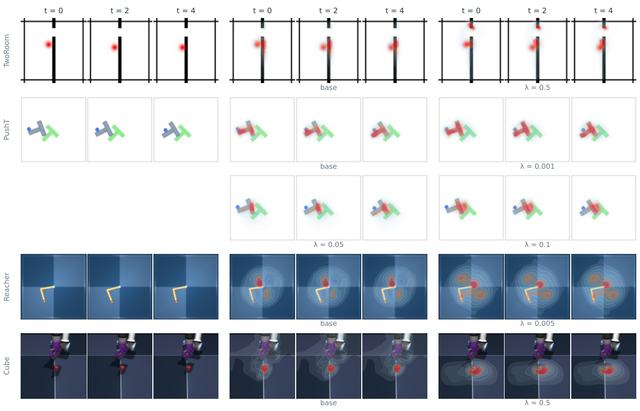 t = 0 t = 2 t = 4 t = 0 t = 2 t = 4 t = 0 t = 2 t = 4
TwoRoom
base λ = 0.5
PushT
base λ = 0.001
λ = 0.05 λ = 0.1
Reacher
base λ = 0.005
Cube
base λ = 0.5